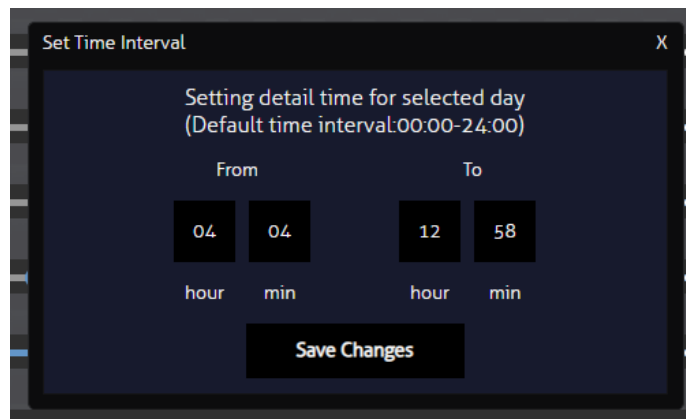 Set Time Interval X
Setting detail time for selected day
(Default time interval:00:00-24:00)
From To
04 04 12 58
hour min hour min
Save Changes